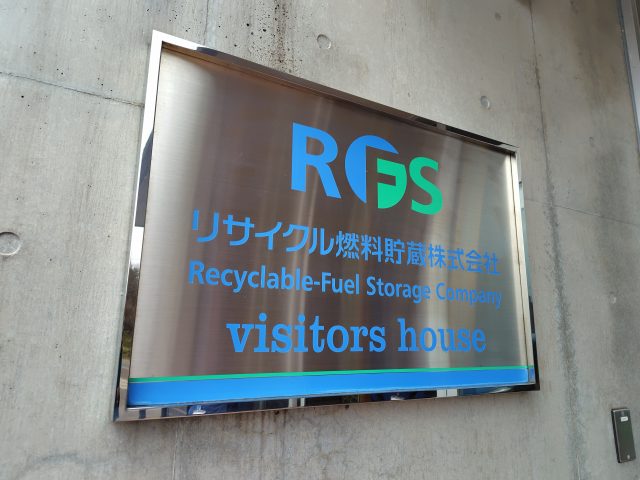 RFS
リサイクル燃料貯蔵株式会社
Recyclable-Fuel Storage Company
visitors house